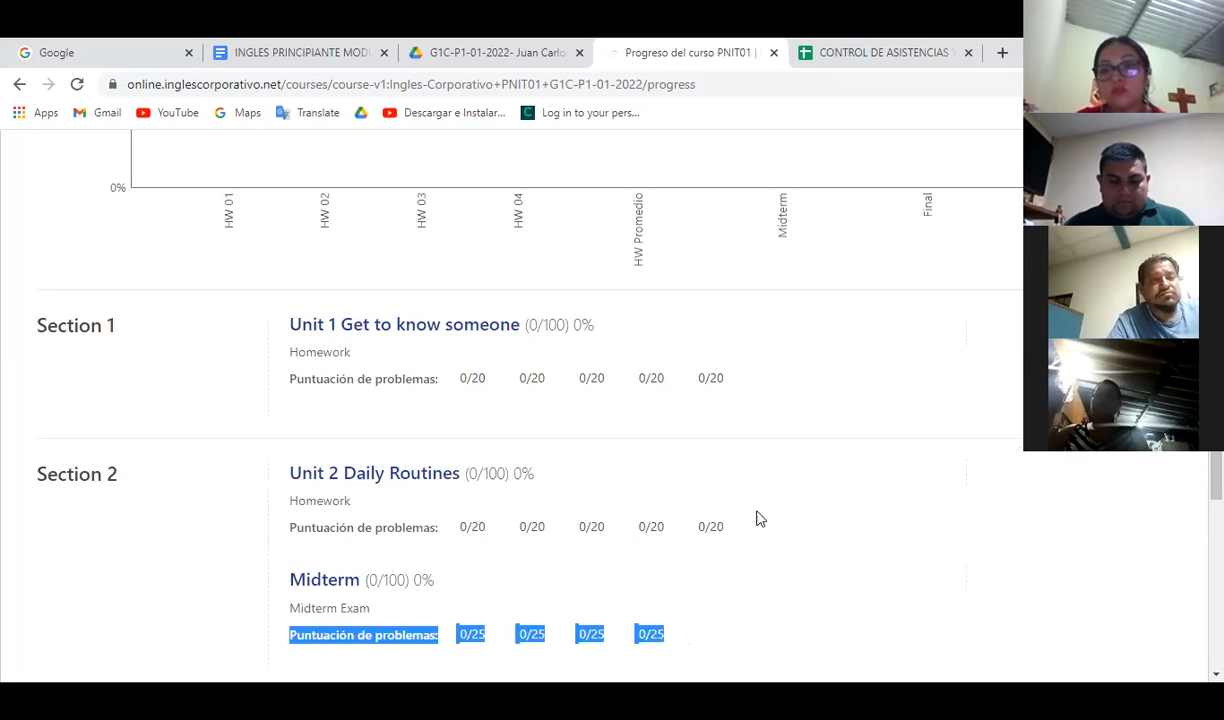 Google
INGLES PRINCIPIANTE MODU
G1C-P1-01-2022- Juan Carlo
Progreso del curso PNIT01 |
CONTROL DE ASISTENCIAS Y
online.inglescorporativo.net/courses/course-v1:Ingles-Corporativo+PNIT01+G1C-P1-01-2022/progress
Apps Gmail YouTube Maps Translate Descargar e Instalar... Log in to your pers...
0%
HW 01
HW 02
HW 03
HW 04
HW Promedio
Midterm
Final
Section 1
Unit 1 Get to know someone (0/100) 0%
Homework
Puntuación de problemas: 0/20 0/20 0/20 0/20 0/20
Section 2
Unit 2 Daily Routines (0/100) 0%
Homework
Puntuación de problemas: 0/20 0/20 0/20 0/20 0/20
Midterm (0/100) 0%
Midterm Exam
Puntuación de problemas: 0/25 0/25 0/25 0/25